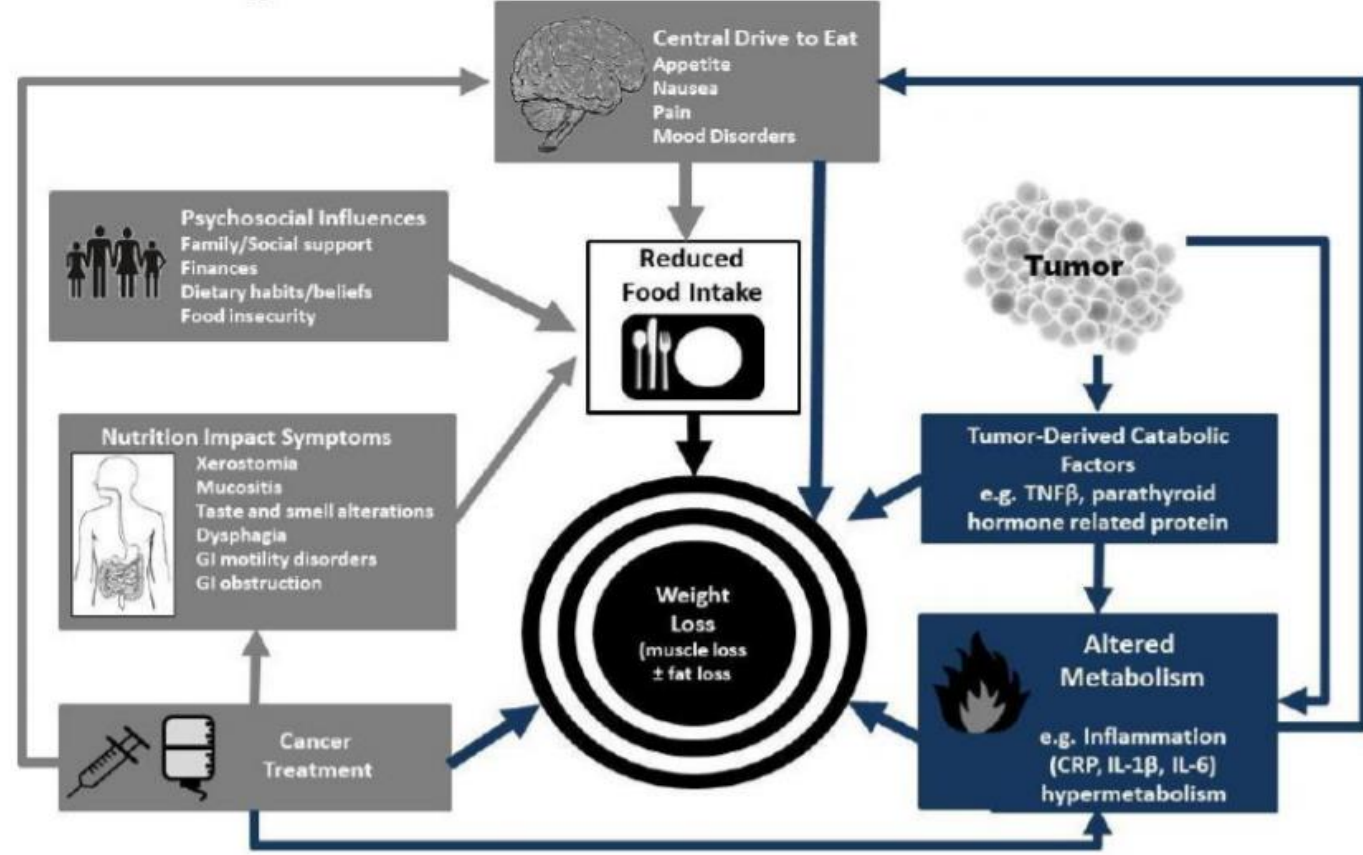 Central Drive to Eat
Appetite
Nausea
Pain
Mood Disorders
Psychosocial Influences
Family/Social support
Finances
Dietary habits/beliefs
Food insecurity
Reduced
Food Intake
Tumor
Nutrition Impact Symptoms
Xerostomia
Mucositis
Taste and smell alterations
Dysphagia
GI motility disorders
GI obstruction
Tumor-Derived Catabolic
Factors
e.g. TNFβ, parathyroid
hormone related protein
Weight
Loss
(muscle loss
± fat loss
Altered
Metabolism
e.g. Inflammation
(CRP, IL-1β, IL-6)
hypermetabolism
Cancer
Treatment